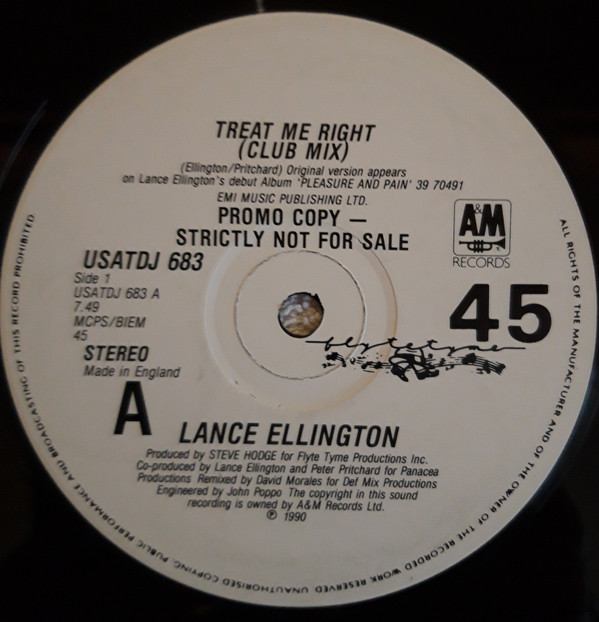 TREAT ME RIGHT
(CLUB MIX)
(Ellington/Pritchard) Original version appears
on Lance Ellington's debut Album 'PLEASURE AND PAIN' 39 70491
EMI MUSIC PUBLISHING LTD.
PROMO COPY –
STRICTLY NOT FOR SALE
A&M
RECORDS
USATDJ 683
Side 1
USATDJ 683 A
7.49
MCPS/BIEM
45
STEREO
Made in England
45
flytetyme
A
LANCE ELLINGTON
Produced by STEVE HODGE for Flyte Tyme Productions Inc.
Co-produced by Lance Ellington and Peter Pritchard for Panacea
Productions Remixed by David Morales for Def Mix Productions
Engineered by John Poppo The copyright in this sound
recording is owned by A&M Records Ltd.
℗ 1990
ALL RIGHTS OF THE MANUFACTURER AND OF THE OWNER OF THE RECORDED WORK RESERVED. UNAUTHORISED COPYING, PUBLIC PERFORMANCE AND BROADCASTING OF THIS RECORD PROHIBITED.